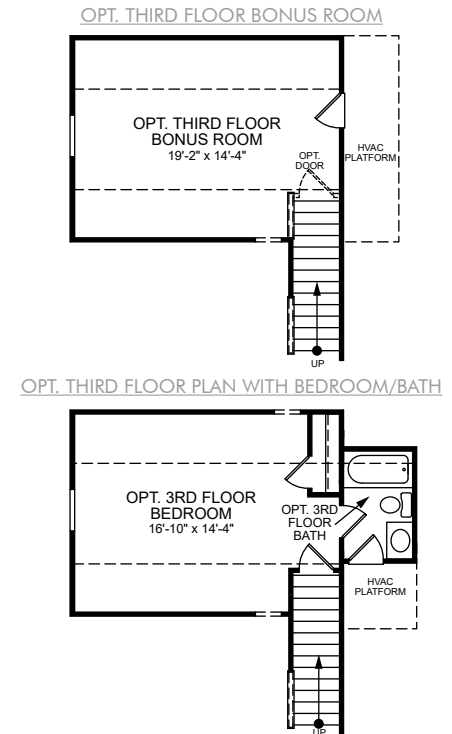 OPT. THIRD FLOOR BONUS ROOM
OPT. THIRD FLOOR
BONUS ROOM
19'-2" x 14'-4"
OPT.
DOOR
HVAC
PLATFORM
UP
OPT. THIRD FLOOR PLAN WITH BEDROOM/BATH
OPT. 3RD FLOOR
BEDROOM
16'-10" x 14'-4"
OPT. 3RD
FLOOR
BATH
HVAC
PLATFORM
UP